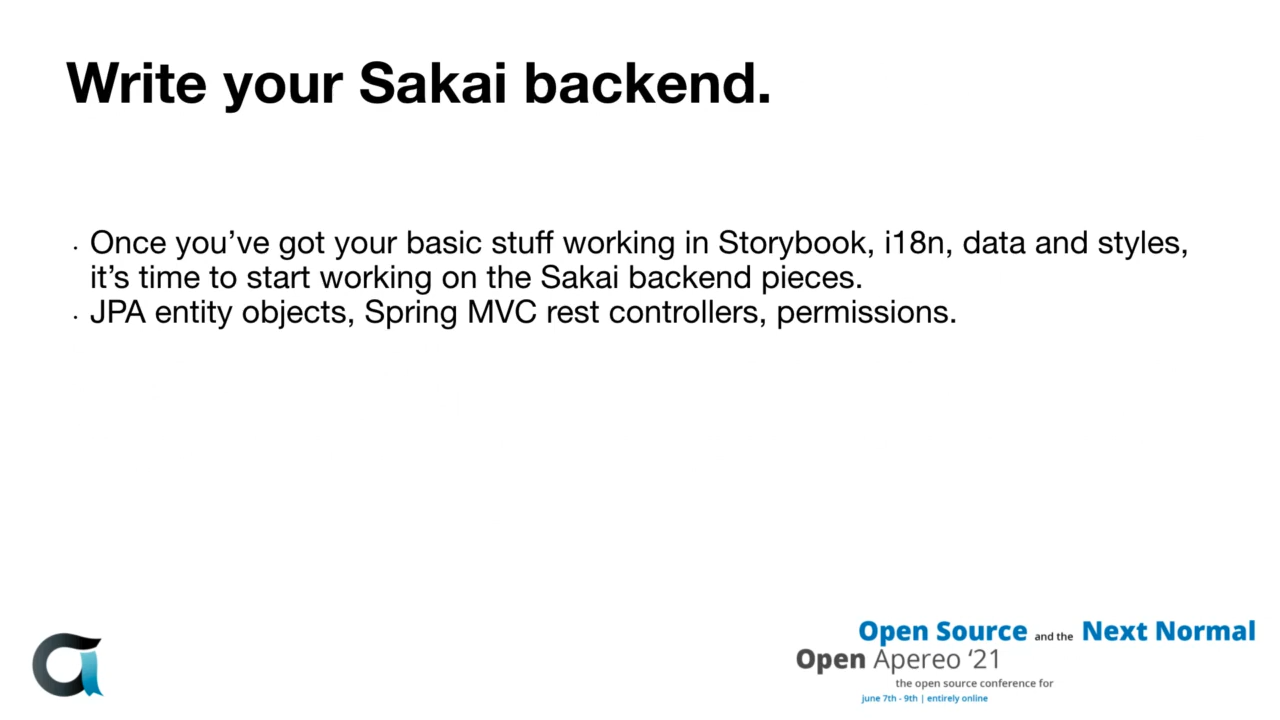 Write your Sakai backend.
· Once you’ve got your basic stuff working in Storybook, i18n, data and styles,
it’s time to start working on the Sakai backend pieces.
· JPA entity objects, Spring MVC rest controllers, permissions.
Open Source and the Next Normal
Open Apereo ‘21
the open source conference for
june 7th - 9th | entirely online